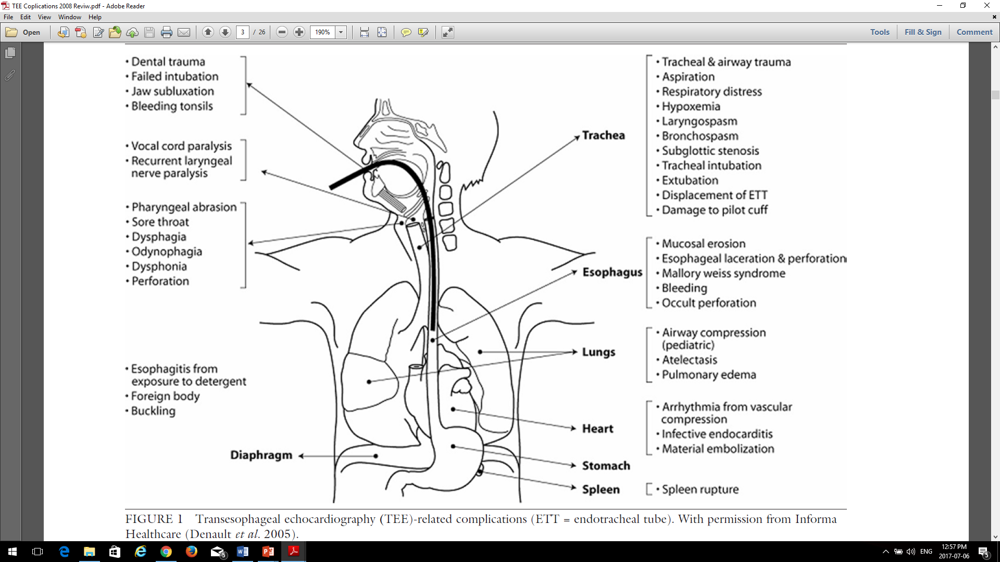 TEE Coplications 2008 Reviw.pdf - Adobe Reader
File Edit View Window Help
Open 3 / 26 190% Tools Fill & Sign Comment
• Dental trauma
• Failed intubation
• Jaw subluxation
• Bleeding tonsils
• Vocal cord paralysis
• Recurrent laryngeal
nerve paralysis
• Pharyngeal abrasion
• Sore throat
• Dysphagia
• Odynophagia
• Dysphonia
• Perforation
• Esophagitis from
exposure to detergent
• Foreign body
• Buckling
Diaphragm
Trachea
• Tracheal & airway trauma
• Aspiration
• Respiratory distress
• Hypoxemia
• Laryngospasm
• Bronchospasm
• Subglottic stenosis
• Tracheal intubation
• Extubation
• Displacement of ETT
• Damage to pilot cuff
Esophagus
• Mucosal erosion
• Esophageal laceration & perforation
• Mallory weiss syndrome
• Bleeding
• Occult perforation
Lungs
• Airway compression
(pediatric)
• Atelectasis
• Pulmonary edema
Heart
• Arrhythmia from vascular
compression
• Infective endocarditis
• Material embolization
Stomach
Spleen
• Spleen rupture
FIGURE 1 Transesophageal echocardiography (TEE)-related complications (ETT = endotracheal tube). With permission from Informa
Healthcare (Denault et al. 2005).
5 ENG 12:57 PM
2017-07-06 5